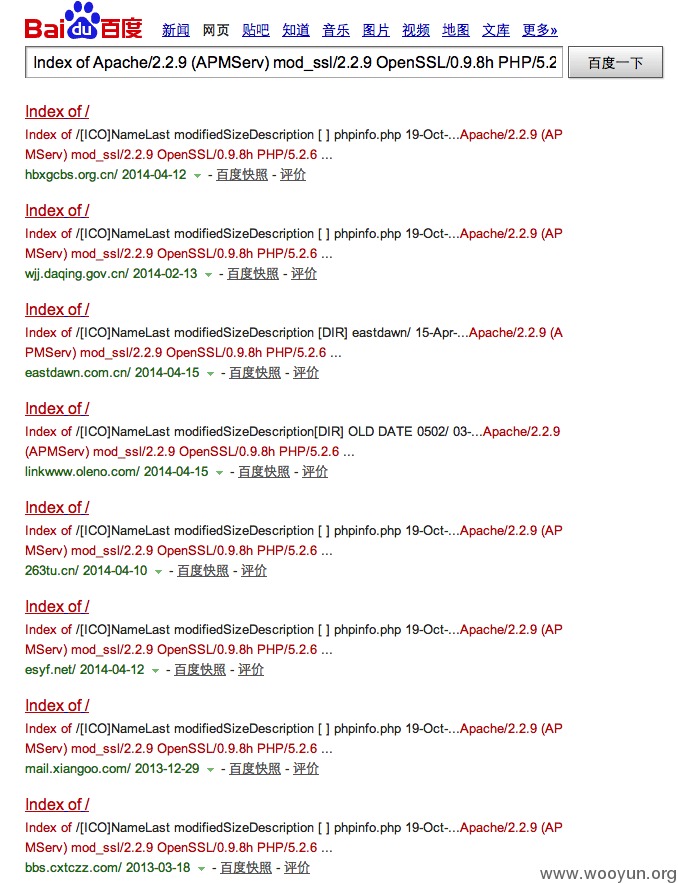 Bai du 百度 新闻 网页 贴吧 知道 音乐 图片 视频 地图 文库 更多»
Index of Apache/2.2.9 (APMServ) mod_ssl/2.2.9 OpenSSL/0.9.8h PHP/5.2 百度一下
Index of /
Index of /[ICO]NameLast modifiedSizeDescription [ ] phpinfo.php 19-Oct-...Apache/2.2.9 (AP
MServ) mod_ssl/2.2.9 OpenSSL/0.9.8h PHP/5.2.6 ...
hbxgcbs.org.cn/ 2014-04-12 - 百度快照 - 评价
Index of /
Index of /[ICO]NameLast modifiedSizeDescription [ ] phpinfo.php 19-Oct-...Apache/2.2.9 (AP
MServ) mod_ssl/2.2.9 OpenSSL/0.9.8h PHP/5.2.6 ...
wjj.daqing.gov.cn/ 2014-02-13 - 百度快照 - 评价
Index of /
Index of /[ICO]NameLast modifiedSizeDescription [DIR] eastdawn/ 15-Apr-...Apache/2.2.9 (A
PMServ) mod_ssl/2.2.9 OpenSSL/0.9.8h PHP/5.2.6 ...
eastdawn.com.cn/ 2014-04-15 - 百度快照 - 评价
Index of /
Index of /[ICO]NameLast modifiedSizeDescription[DIR] OLD DATE 0502/ 03-...Apache/2.2.9
(APMServ) mod_ssl/2.2.9 OpenSSL/0.9.8h PHP/5.2.6 ...
linkwww.oleno.com/ 2014-04-15 - 百度快照 - 评价
Index of /
Index of /[ICO]NameLast modifiedSizeDescription [ ] phpinfo.php 19-Oct-...Apache/2.2.9 (AP
MServ) mod_ssl/2.2.9 OpenSSL/0.9.8h PHP/5.2.6 ...
263tu.cn/ 2014-04-10 - 百度快照 - 评价
Index of /
Index of /[ICO]NameLast modifiedSizeDescription [ ] phpinfo.php 19-Oct-...Apache/2.2.9 (AP
MServ) mod_ssl/2.2.9 OpenSSL/0.9.8h PHP/5.2.6 ...
esyf.net/ 2014-04-12 - 百度快照 - 评价
Index of /
Index of /[ICO]NameLast modifiedSizeDescription [ ] phpinfo.php 19-Oct-...Apache/2.2.9 (AP
MServ) mod_ssl/2.2.9 OpenSSL/0.9.8h PHP/5.2.6 ...
mail.xiangoo.com/ 2013-12-29 - 百度快照 - 评价
Index of /
Index of /[ICO]NameLast modifiedSizeDescription [ ] phpinfo.php 19-Oct-...Apache/2.2.9 (AP
MServ) mod_ssl/2.2.9 OpenSSL/0.9.8h PHP/5.2.6 ...
bbs.cxtczz.com/ 2013-03-18 - 百度快照 - 评价
www.wooyun.org